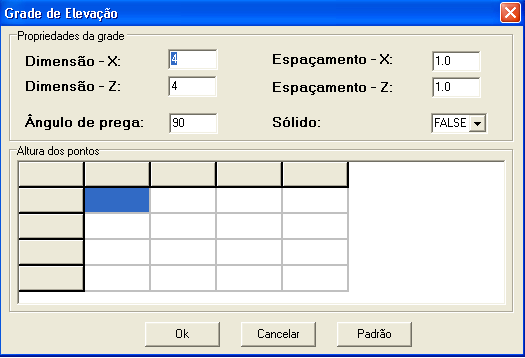 Grade de Elevação
Propriedades da grade
Dimensão - X: 4 Espaçamento - X: 1.0
Dimensão - Z: 4 Espaçamento - Z: 1.0
Ângulo de prega: 90 Sólido: FALSE
Altura dos pontos
Ok Cancelar Padrão